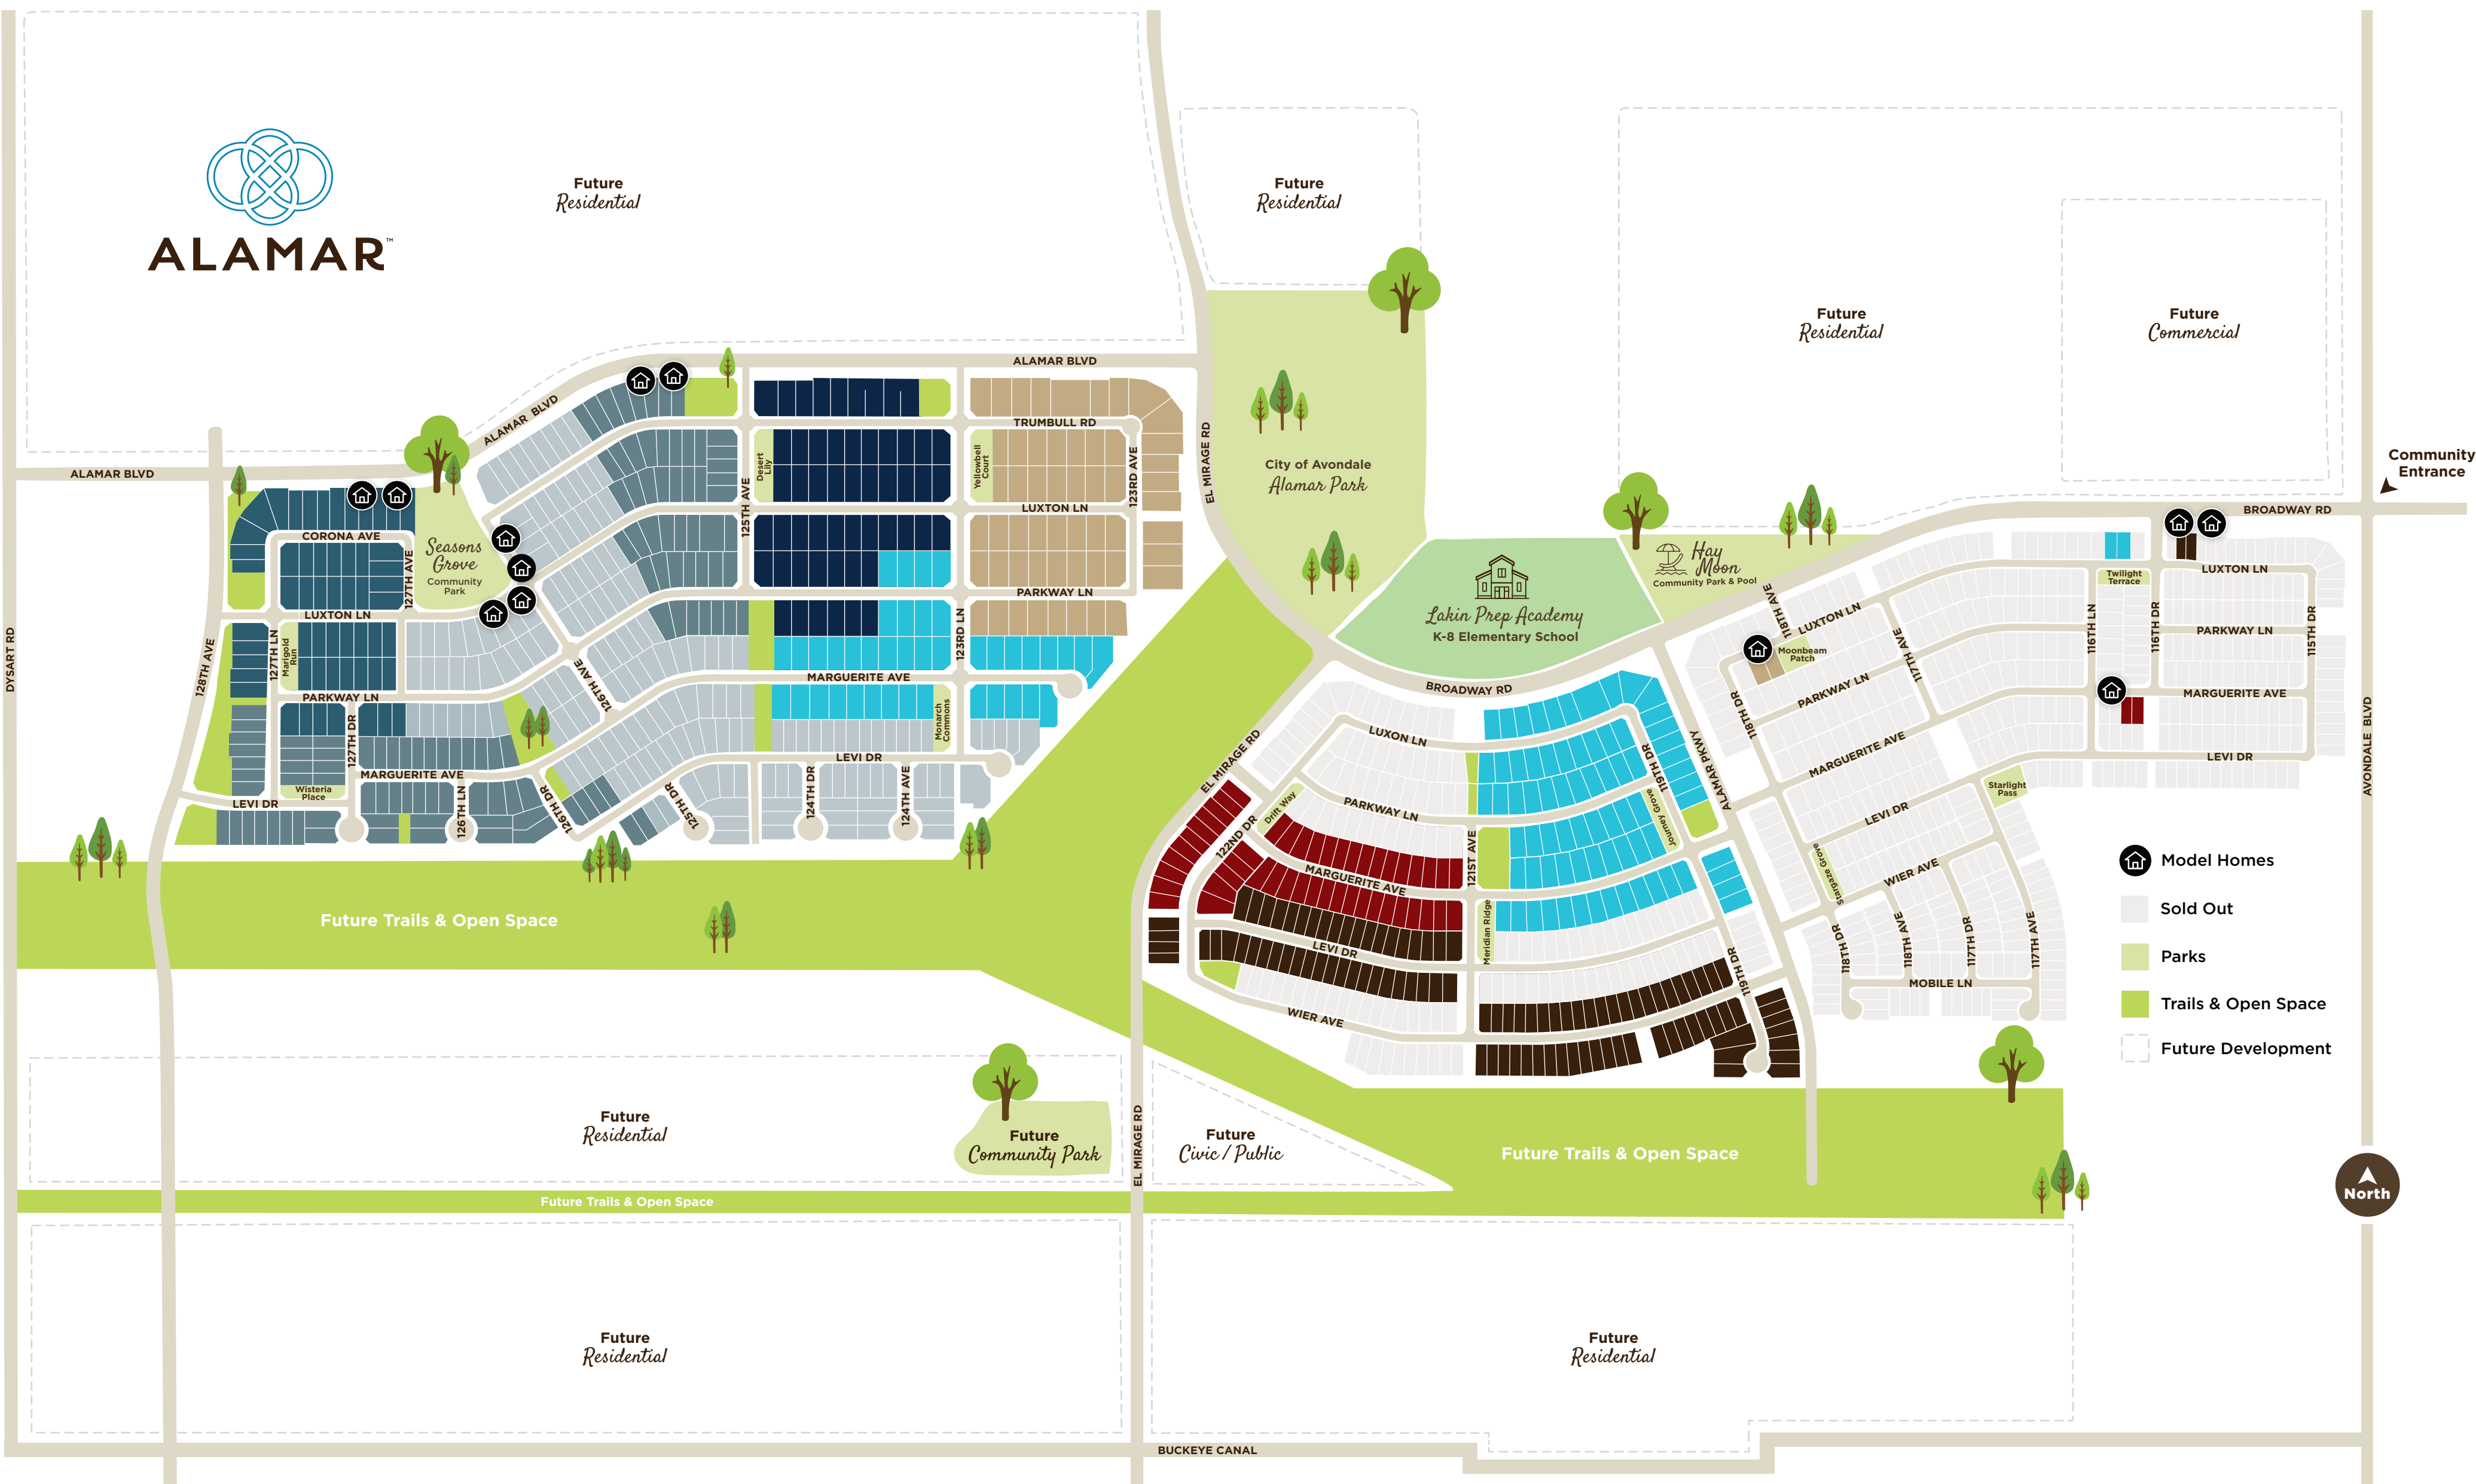 ALAMAR™
Future
Residential
Future
Residential
Future
Residential
Future
Commercial
ALAMAR BLVD
TRUMBULL RD
ALAMAR BLVD
ALAMAR BLVD
Community
Entrance
BROADWAY RD
City of Avondale
Alamar Park
EL MIRAGE RD
Desert
Lily
Yellowbell
Court
123RD AVE
125TH AVE
LUXTON LN
CORONA AVE
Seasons
Grove
Community
Park
127TH AVE
LUXTON LN
PARKWAY LN
Hay
Moon
Community Park & Pool
Lakin Prep Academy
K-8 Elementary School
Twilight
Terrace
LUXTON LN
DYSART RD
128TH AVE
127TH LN
Marigold
Run
PARKWAY LN
126TH AVE
123RD LN
MARGUERITE AVE
Monarch
Commons
BROADWAY RD
118TH AVE
LUXTON LN
Moonbeam
Patch
117TH AVE
116TH LN
116TH DR
PARKWAY LN
115TH DR
118TH DR
PARKWAY LN
MARGUERITE AVE
127TH DR
MARGUERITE AVE
Wisteria
Place
LEVI DR
126TH LN
126TH DR
125TH DR
LEVI DR
124TH DR
124TH AVE
EL MIRAGE RD
LUXON LN
119TH DR
ALAMAR PKWY
MARGUERITE AVE
LEVI DR
AVONDALE BLVD
Drift Way
PARKWAY LN
Journey Grove
Starlight
Pass
LEVI DR
122ND DR
MARGUERITE AVE
121ST AVE
Stargaze Grove
WIER AVE
Meridian Ridge
LEVI DR
119TH DR
118TH DR
118TH AVE
117TH DR
117TH AVE
WIER AVE
MOBILE LN
Model Homes
Sold Out
Parks
Trails & Open Space
Future Development
Future Trails & Open Space
Future
Residential
Future
Community Park
EL MIRAGE RD
Future
Civic / Public
Future Trails & Open Space
North
Future Trails & Open Space
Future
Residential
Future
Residential
BUCKEYE CANAL